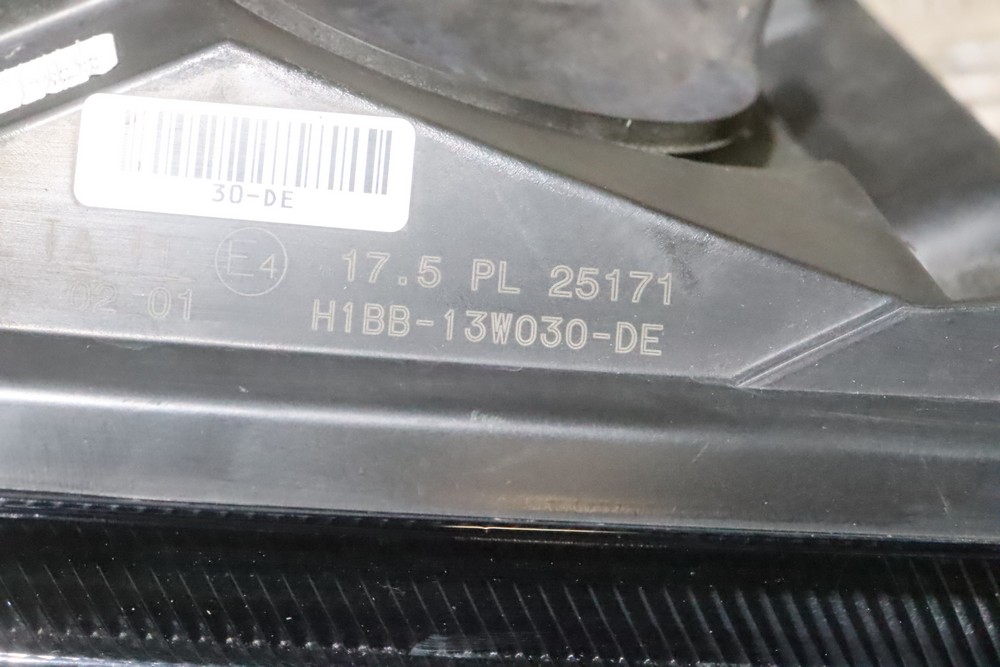 30-DE
E4
17.5 PL 25171
02 01
H1BB-13W030-DE